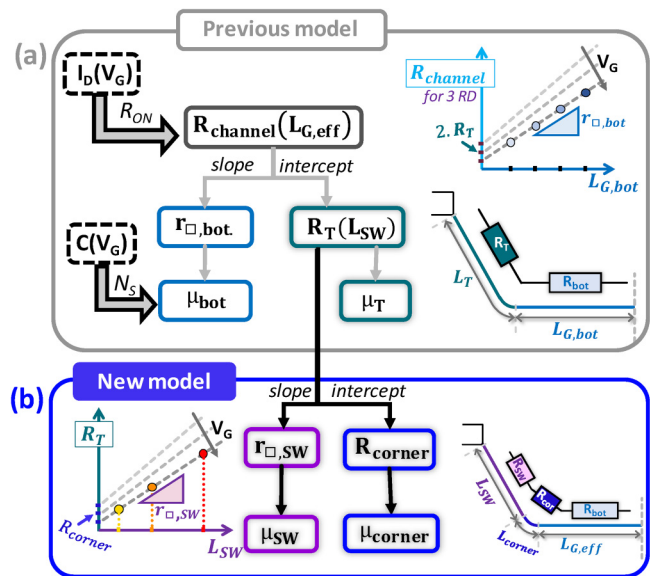 Previous model
(a)
I_D(V_G)
R_ON
R_channel(L_G,eff)
slope
intercept
r_□,bot.
R_T(L_SW)
C(V_G)
N_S
μ_bot
μ_T
R_channel
for 3 RD
V_G
r_□,bot
2. R_T
L_G,bot
R_T
R_bot
L_T
L_G,bot
New model
(b)
slope
intercept
R_T
V_G
r_□,SW
R_corner
L_SW
r_□,SW
R_corner
μ_SW
μ_corner
R_SW
R_cor
R_bot
L_SW
L_corner
L_G,eff